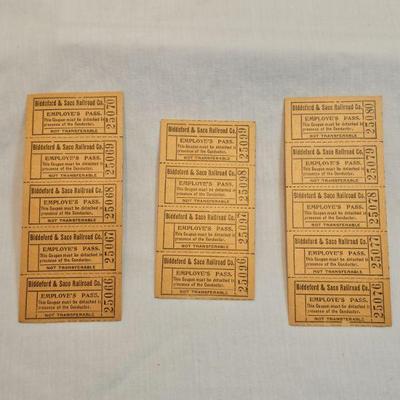 Biddeford & Saco Railroad Co.
EMPLOYE'S PASS.
This Coupon must be detached in
presence of the Conductor.
NOT TRANSFERABLE
25070
Biddeford & Saco Railroad Co.
EMPLOYE'S PASS.
This Coupon must be detached in
presence of the Conductor.
NOT TRANSFERABLE
25069
Biddeford & Saco Railroad Co.
EMPLOYE'S PASS.
This Coupon must be detached in
presence of the Conductor.
NOT TRANSFERABLE
25068
Biddeford & Saco Railroad Co.
EMPLOYE'S PASS.
This Coupon must be detached in
presence of the Conductor.
NOT TRANSFERABLE
25067
Biddeford & Saco Railroad Co.
EMPLOYE'S PASS.
This Coupon must be detached in
presence of the Conductor.
NOT TRANSFERABLE
25066
Biddeford & Saco Railroad Co.
EMPLOYE'S PASS.
This Coupon must be detached in
presence of the Conductor.
NOT TRANSFERABLE
25099
Biddeford & Saco Railroad Co.
EMPLOYE'S PASS.
This Coupon must be detached in
presence of the Conductor.
NOT TRANSFERABLE
25098
Biddeford & Saco Railroad Co.
EMPLOYE'S PASS.
This Coupon must be detached in
presence of the Conductor.
NOT TRANSFERABLE
25097
Biddeford & Saco Railroad Co.
EMPLOYE'S PASS.
This Coupon must be detached in
presence of the Conductor.
NOT TRANSFERABLE
25096
Biddeford & Saco Railroad Co.
EMPLOYE'S PASS.
This Coupon must be detached in
presence of the Conductor.
NOT TRANSFERABLE
25080
Biddeford & Saco Railroad Co.
EMPLOYE'S PASS.
This Coupon must be detached in
presence of the Conductor.
NOT TRANSFERABLE
25079
Biddeford & Saco Railroad Co.
EMPLOYE'S PASS.
This Coupon must be detached in
presence of the Conductor.
NOT TRANSFERABLE
25078
Biddeford & Saco Railroad Co.
EMPLOYE'S PASS.
This Coupon must be detached in
presence of the Conductor.
NOT TRANSFERABLE
25077
Biddeford & Saco Railroad Co.
EMPLOYE'S PASS.
This Coupon must be detached in
presence of the Conductor.
NOT TRANSFERABLE
25076